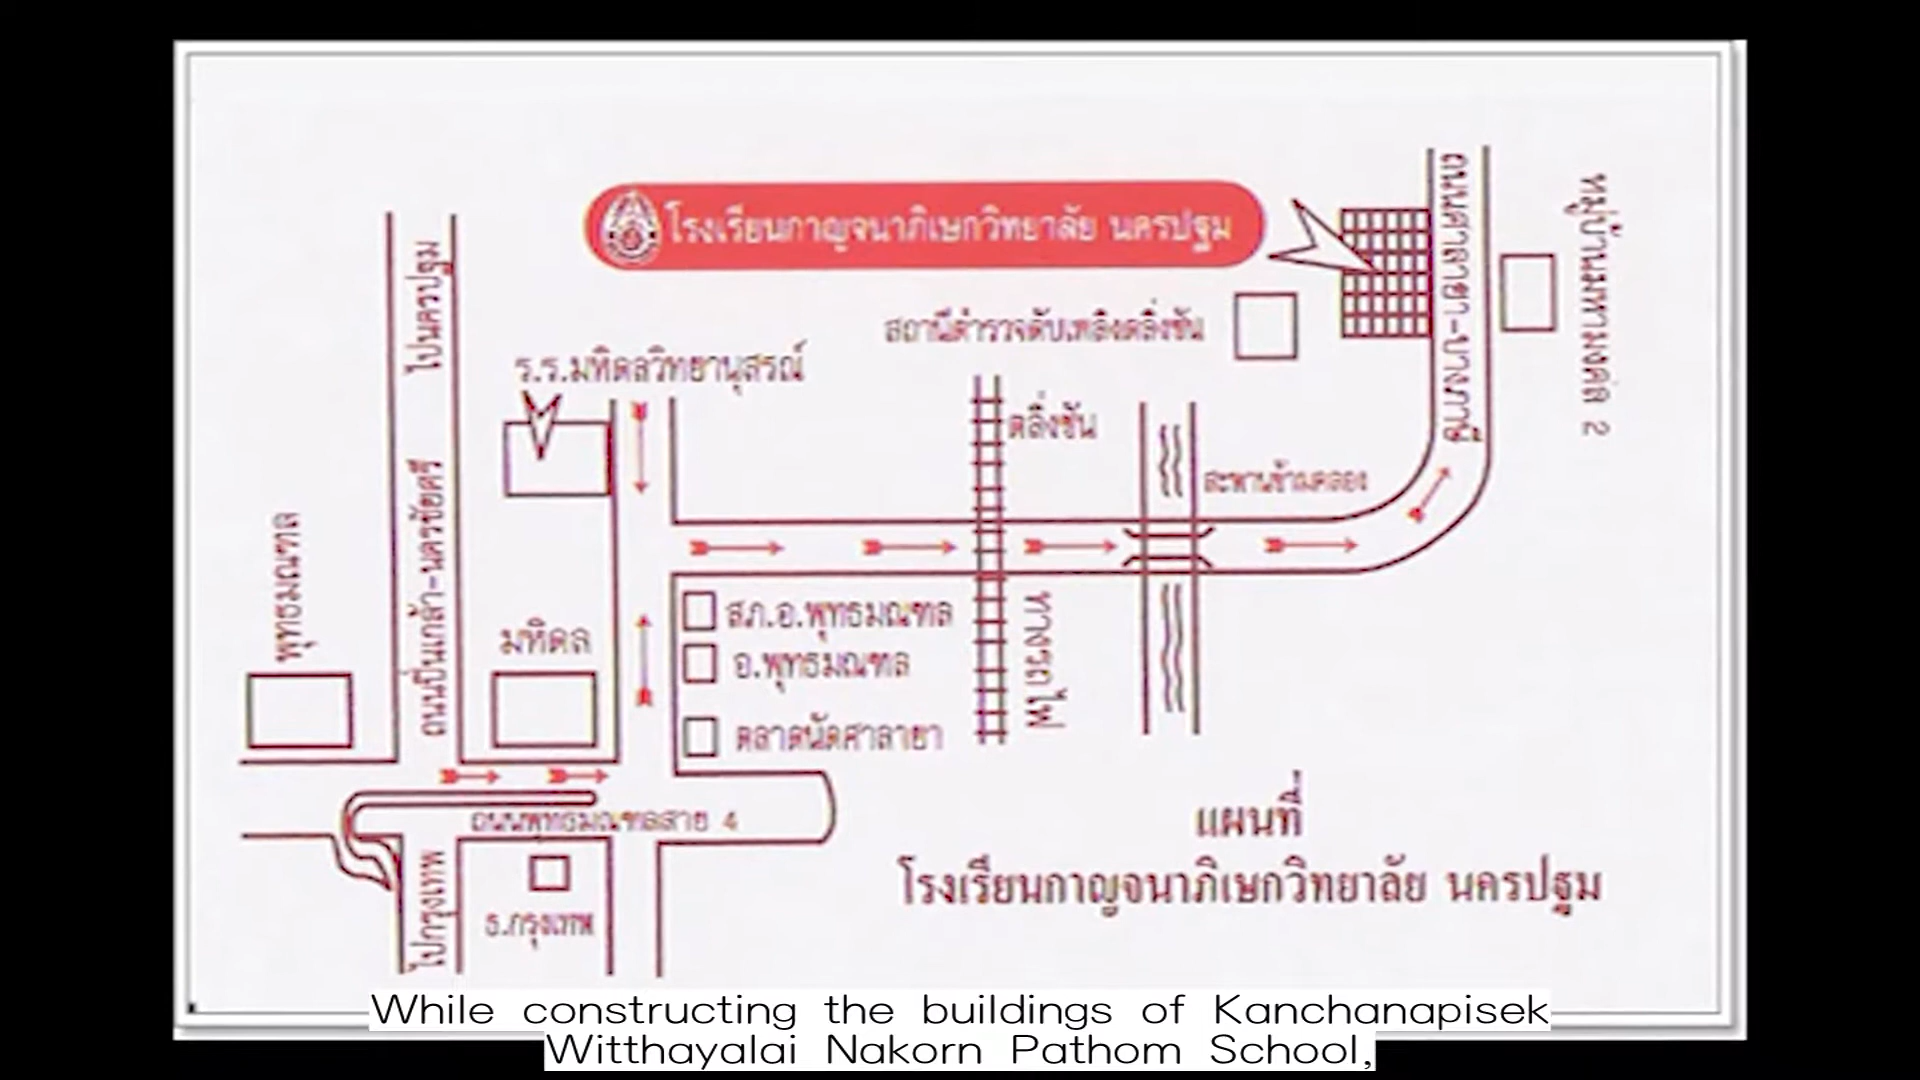 โรงเรียนกาญจนาภิเษกวิทยาลัย นครปฐม
ถนนศาลายา-บางภาษี
หมู่บ้านมหามงคล 2
ไปนครปฐม
สถานีตำรวจดับเพลิงตลิ่งชัน
ร.ร.มหิดลวิทยานุสรณ์
ตลิ่งชัน
สะพานข้ามคลอง
พุทธมณฑล
ถนนปิ่นเกล้า-นครชัยศรี
มหิดล
สภ.อ.พุทธมณฑล
อ.พุทธมณฑล
ทางรถไฟ
ตลาดนัดศาลายา
ถนนพุทธมณฑลสาย 4
ไปกรุงเทพ
ธ.กรุงเทพ
แผนที่
โรงเรียนกาญจนาภิเษกวิทยาลัย นครปฐม
While constructing the buildings of Kanchanapisek
Witthayalai Nakorn Pathom School,